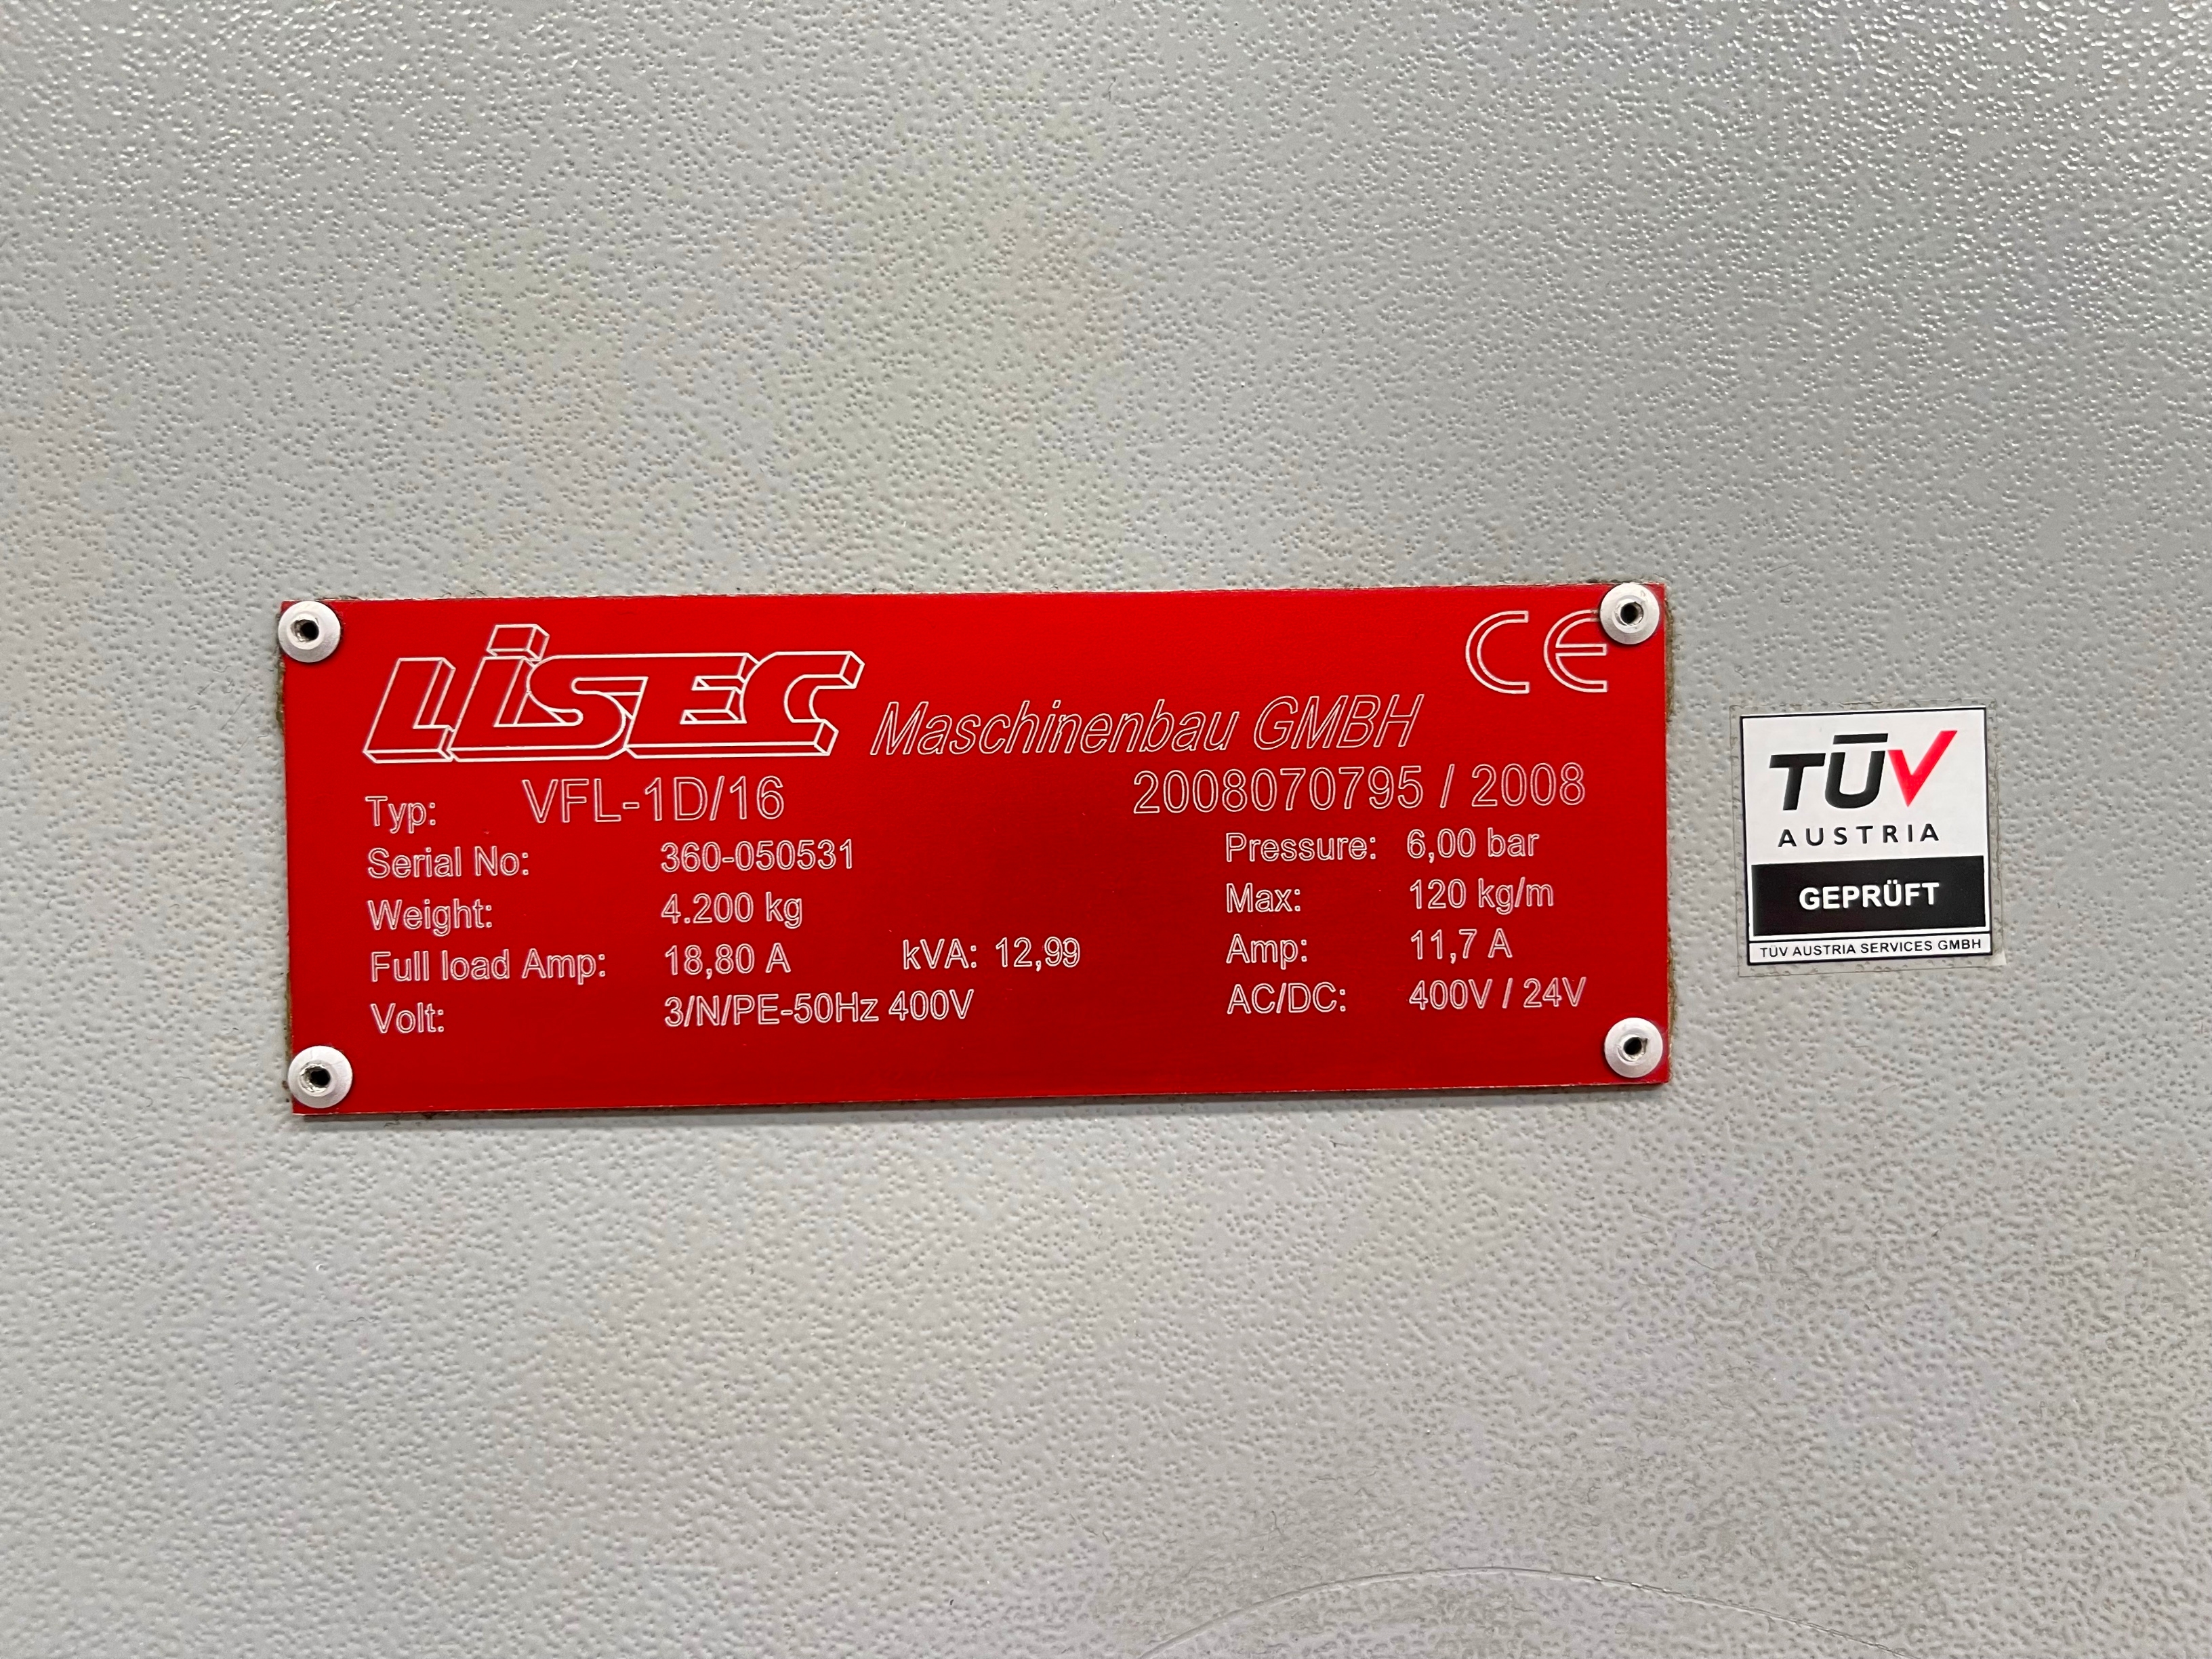 LiSEC Maschinenbau GMBH CE
Typ: VFL-1D/16 2008070795 / 2008
Serial No: 360-050531 Pressure: 6,00 bar
Weight: 4.200 kg Max: 120 kg/m
Full load Amp: 18,80 A kVA: 12,99 Amp: 11,7 A
Volt: 3/N/PE-50Hz 400V AC/DC: 400V / 24V
TÜV
AUSTRIA
GEPRÜFT
TÜV AUSTRIA SERVICES GMBH